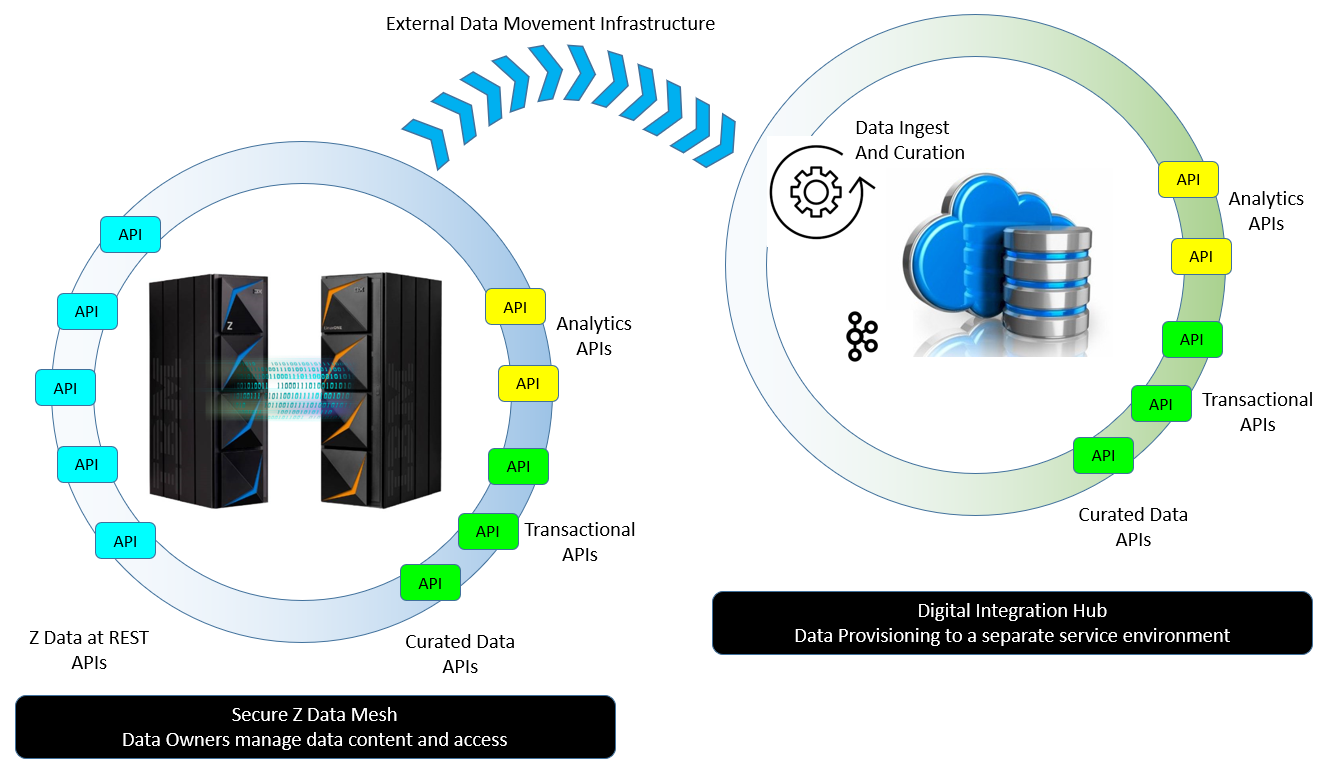 External Data Movement Infrastructure
Data Ingest
And Curation
API
Analytics
APIs
API
API
API
Transactional
APIs
API
Curated Data
APIs
Digital Integration Hub
Data Provisioning to a separate service environment
API
API
API
API
API
Z
API
Analytics
APIs
API
API
API
Transactional
APIs
API
Z Data at REST
APIs
Curated Data
APIs
Secure Z Data Mesh
Data Owners manage data content and access